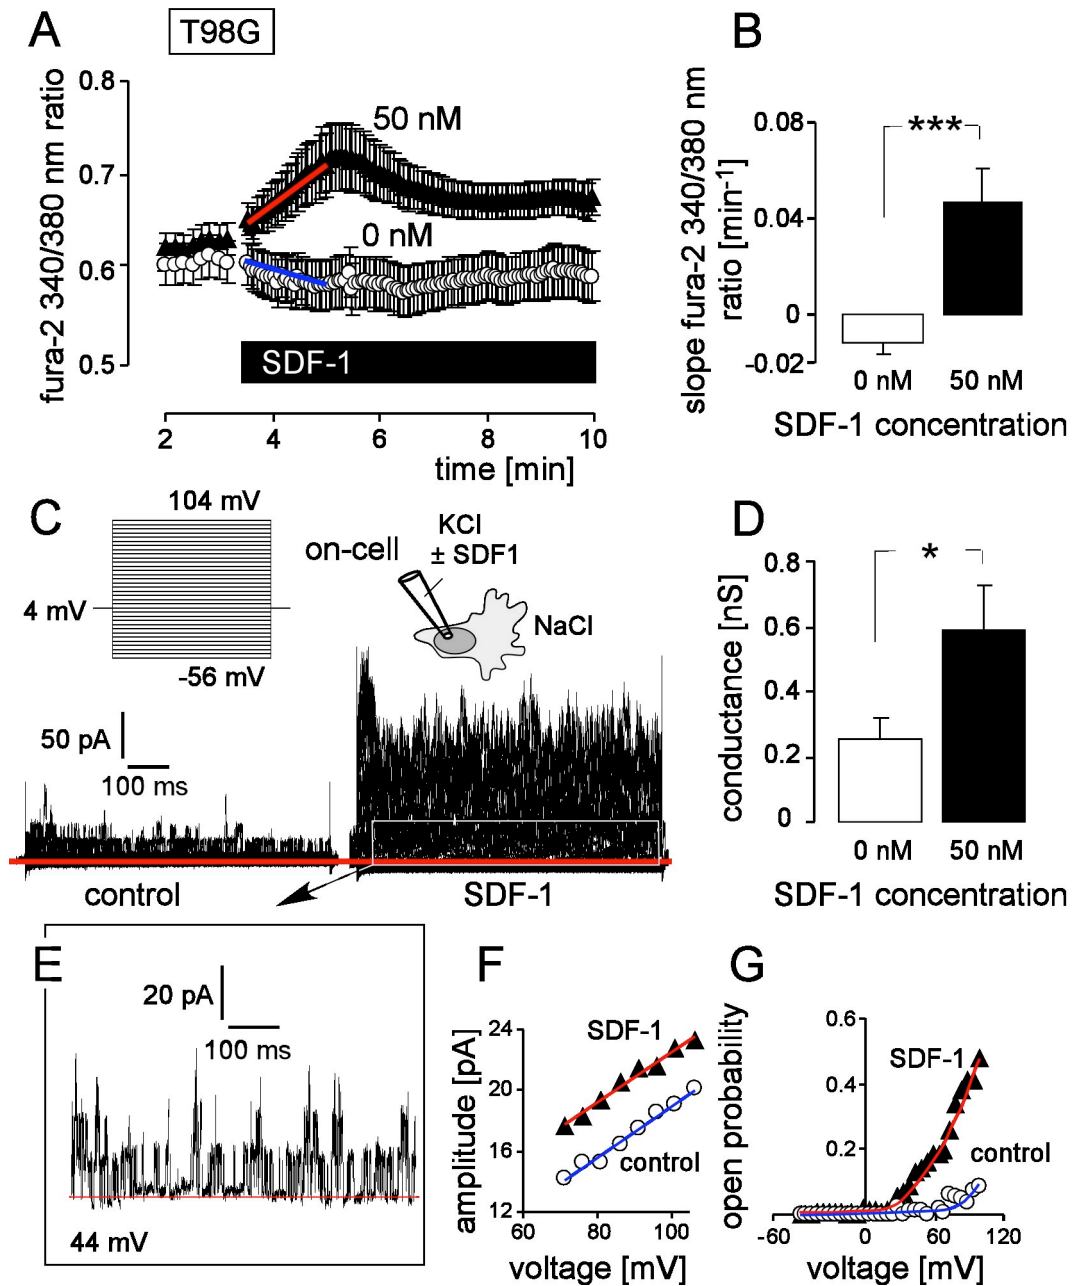 A
T98G
fura-2 340/380 nm ratio
0.8
0.7
0.6
0.5
50 nM
0 nM
SDF-1
2
4
6
8
10
time [min]
B
slope fura-2 340/380 nm
ratio [min⁻¹]
0.08
0.04
0
-0.02
***
0 nM
50 nM
SDF-1 concentration
C
104 mV
4 mV
-56 mV
on-cell
KCl
± SDF1
NaCl
50 pA
100 ms
control
SDF-1
D
conductance [nS]
0.8
0.6
0.4
0.2
0
*
0 nM
50 nM
SDF-1 concentration
E
20 pA
100 ms
44 mV
F
amplitude [pA]
24
20
16
12
SDF-1
control
60
80
100
voltage [mV]
G
open probability
0.6
0.4
0.2
SDF-1
control
-60
0
60
120
voltage [mV]